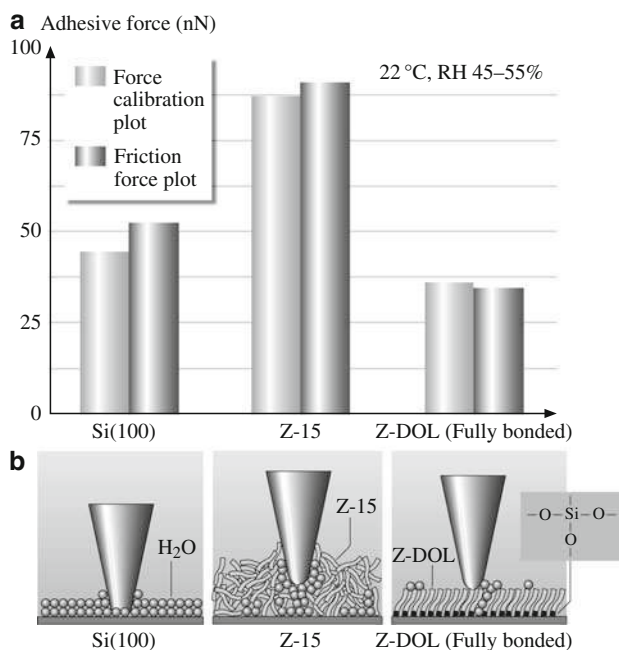 a Adhesive force (nN)
100
75
50
25
0
Force
calibration
plot
Friction
force plot
22 °C, RH 45–55%
Si(100) Z-15 Z-DOL (Fully bonded)
b
H₂O
Z-15
Z-DOL
–O–Si–O–
O
Si(100) Z-15 Z-DOL (Fully bonded)